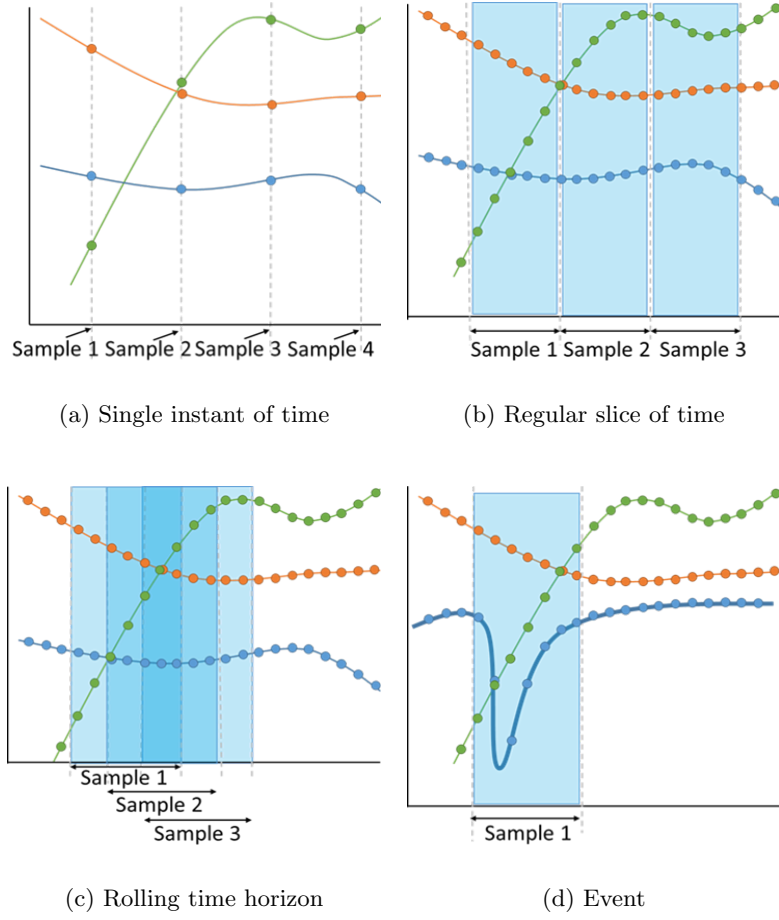 Sample 1 Sample 2 Sample 3 Sample 4
(a) Single instant of time
Sample 1 Sample 2 Sample 3
(b) Regular slice of time
Sample 1
Sample 2
Sample 3
(c) Rolling time horizon
Sample 1
(d) Event